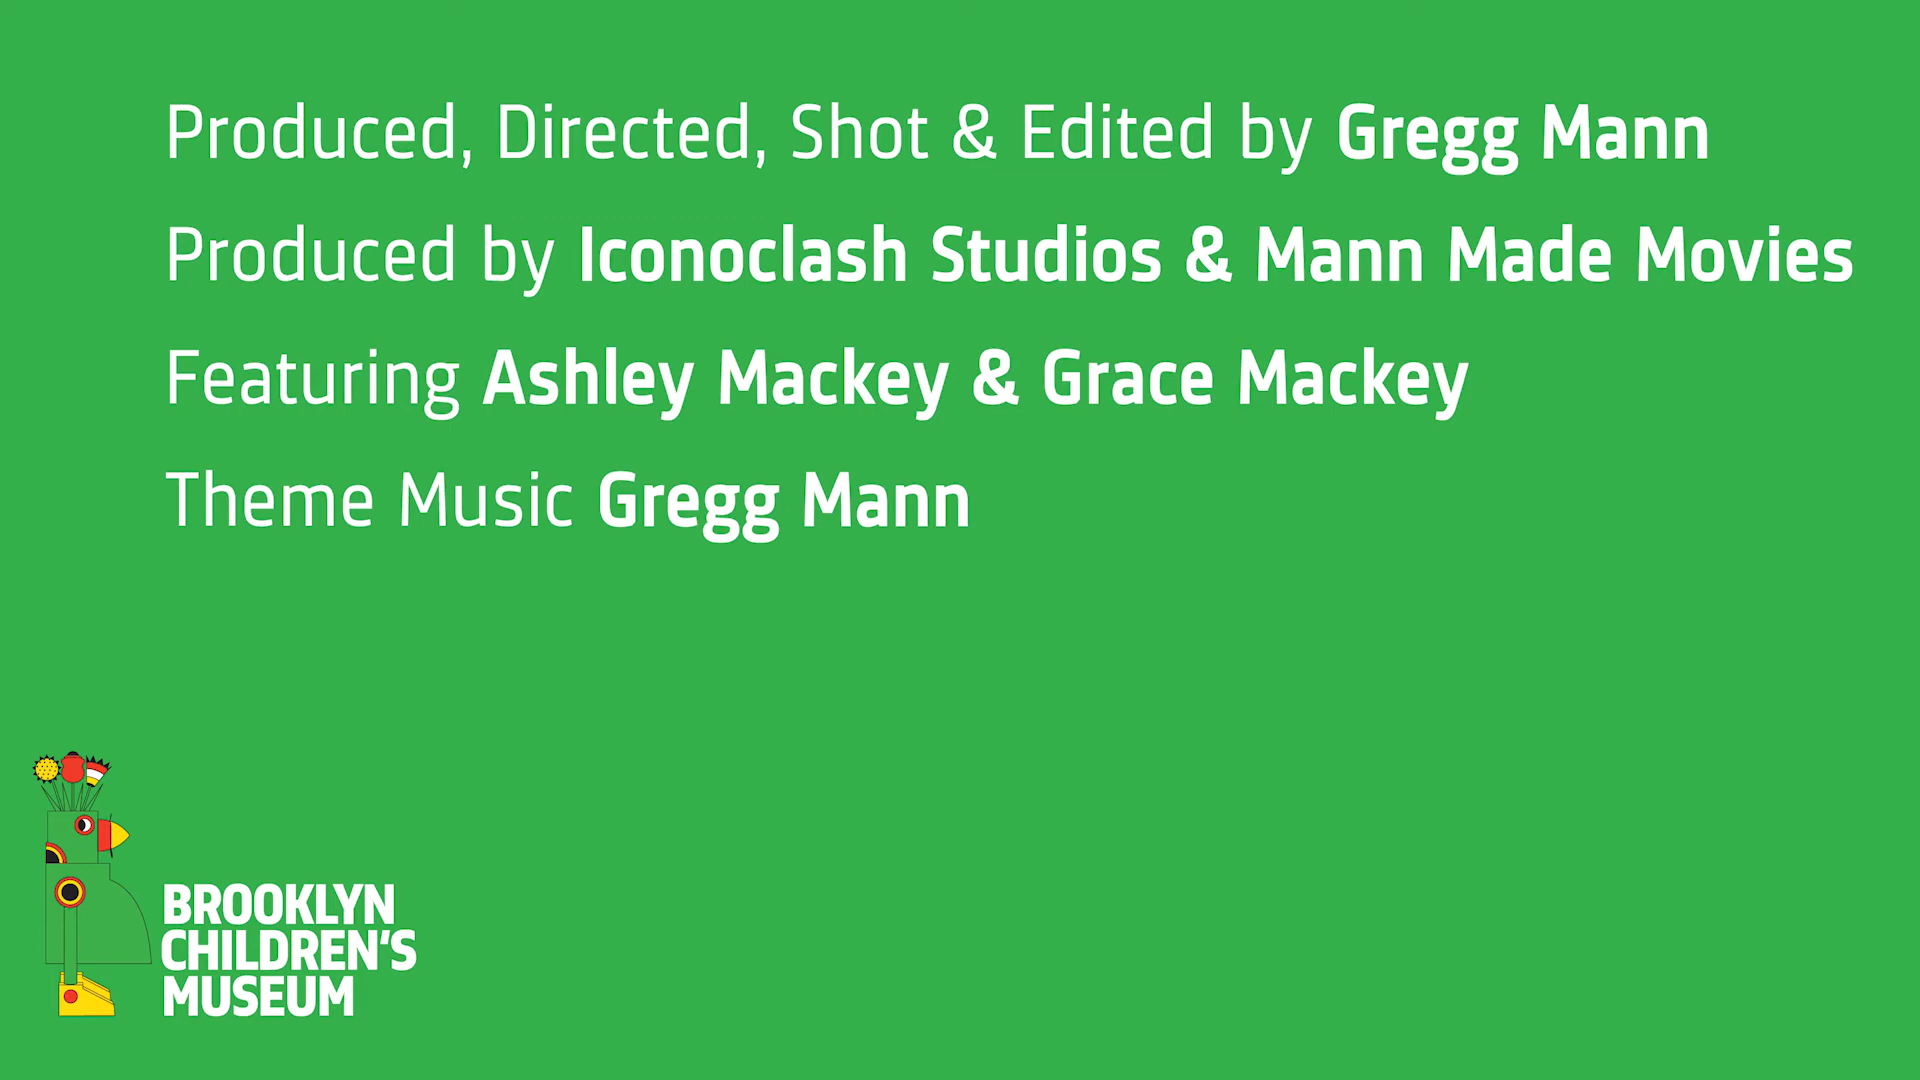 Produced, Directed, Shot & Edited by Gregg Mann
Produced by Iconoclash Studios & Mann Made Movies
Featuring Ashley Mackey & Grace Mackey
Theme Music Gregg Mann
BROOKLYN
CHILDREN'S
MUSEUM